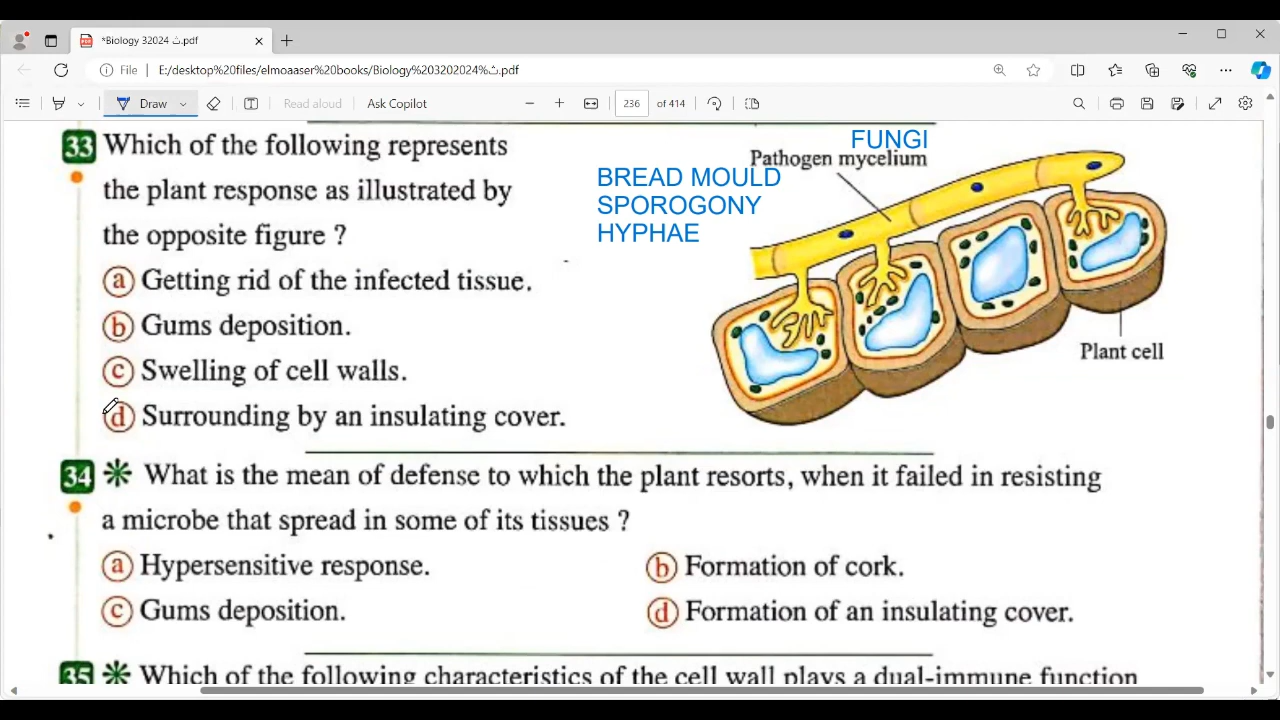 *Biology 32024 ث.pdf
File
E:/desktop%20files/elmoaaser%20books/Biology%203202024%ث.pdf
Draw
Read aloud
Ask Copilot
236
of 414
33 Which of the following represents
the plant response as illustrated by
the opposite figure ?
a Getting rid of the infected tissue.
b Gums deposition.
c Swelling of cell walls.
d Surrounding by an insulating cover.
FUNGI
Pathogen mycelium
BREAD MOULD
SPOROGONY
HYPHAE
Plant cell
34 What is the mean of defense to which the plant resorts, when it failed in resisting
a microbe that spread in some of its tissues ?
a Hypersensitive response.
b Formation of cork.
c Gums deposition.
d Formation of an insulating cover.
35 Which of the following characteristics of the cell wall plays a dual-immune function